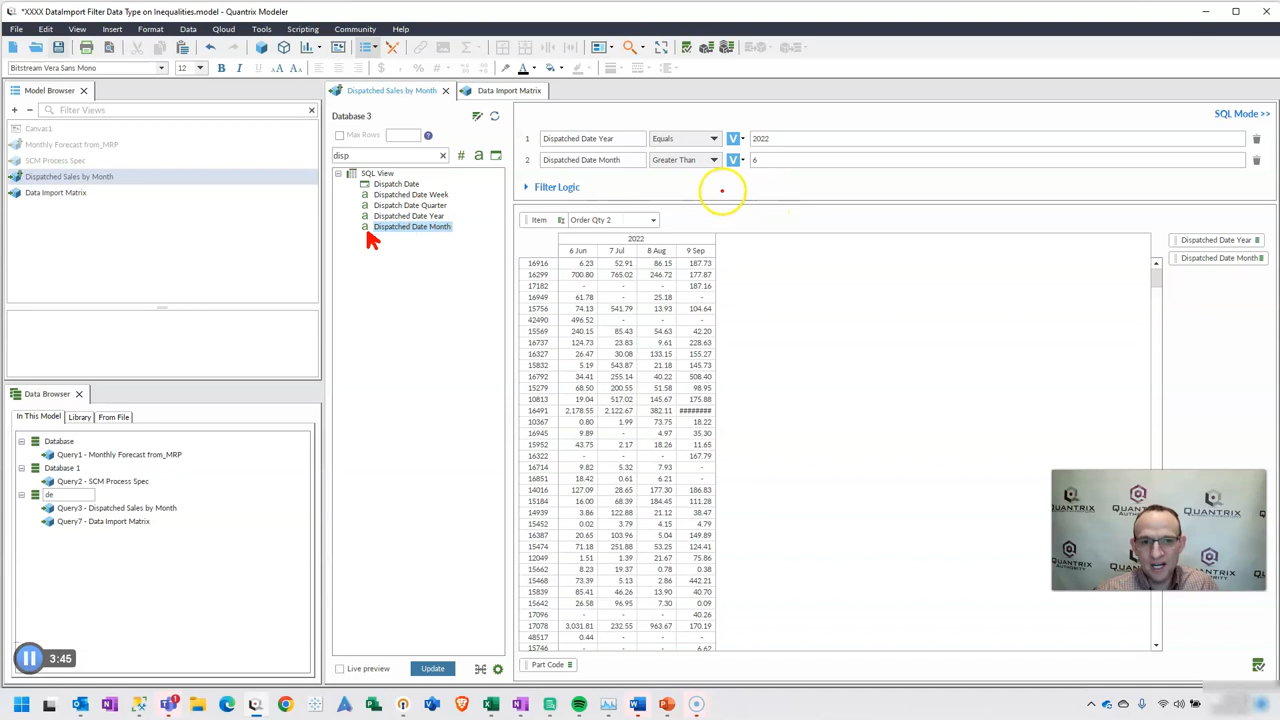 *XXXX DataImport Filter Data Type on Inequalities.model - Quantrix Modeler
File Edit View Insert Format Data Qloud Tools Scripting Community Help
Bitstream Vera Sans Mono 12
Model Browser
Filter Views
Canvas1
Monthly Forecast from_MRP
SCM Process Spec
Dispatched Sales by Month
Data Import Matrix
Data Browser
In This Model Library From File
Database
Query1 - Monthly Forecast from_MRP
Database 1
Query2 - SCM Process Spec
de
Query3 - Dispatched Sales by Month
Query7 - Data Import Matrix
3:45
Dispatched Sales by Month Data Import Matrix
Database 3
Max Rows
disp
SQL View
Dispatch Date
Dispatched Date Week
Dispatch Date Quarter
Dispatched Date Year
Dispatched Date Month
Live preview Update
SQL Mode >>
1 Dispatched Date Year Equals V 2022
2 Dispatched Date Month Greater Than V 6
Filter Logic
Item Order Qty 2
2022
6 Jun 7 Jul 8 Aug 9 Sep
16916 6.23 52.91 86.15 187.73
16299 700.80 765.02 246.72 177.87
17182 - - - 187.16
16949 61.78 - 25.18 -
15756 74.13 541.79 13.93 104.64
42490 496.52 - - -
15569 240.15 85.43 54.63 42.20
16737 124.73 23.83 9.61 228.63
16327 26.47 30.08 133.15 155.27
15832 5.19 543.87 21.18 145.73
16792 34.41 255.14 40.22 508.40
15279 68.50 200.55 51.58 98.95
10813 19.04 517.02 145.67 175.88
16491 2,178.55 2,122.67 382.11 ########
10367 0.80 1.99 73.75 18.22
16945 9.89 - 4.97 35.30
15952 43.75 2.17 18.26 11.65
16322 - - - 167.79
16714 9.82 5.32 7.93 -
16851 18.42 0.61 6.21 -
14016 127.09 28.65 177.30 186.83
15184 16.00 68.39 184.45 111.28
14939 3.86 122.88 21.12 38.47
15452 0.02 3.79 4.15 4.79
16387 20.65 103.96 5.04 149.89
15474 71.18 251.88 53.25 124.41
12049 1.51 1.39 21.67 75.86
15662 8.23 19.37 0.78 0.38
15468 73.39 5.13 2.86 442.21
15839 85.41 46.26 13.90 40.70
15642 26.58 96.95 7.30 0.09
17096 - - - 40.26
17078 3,031.81 232.55 963.67 170.19
48517 0.44 - - -
15746 - - - 6.62
Part Code
Dispatched Date Year
Dispatched Date Month
QUANTRIX
AUTHORITY